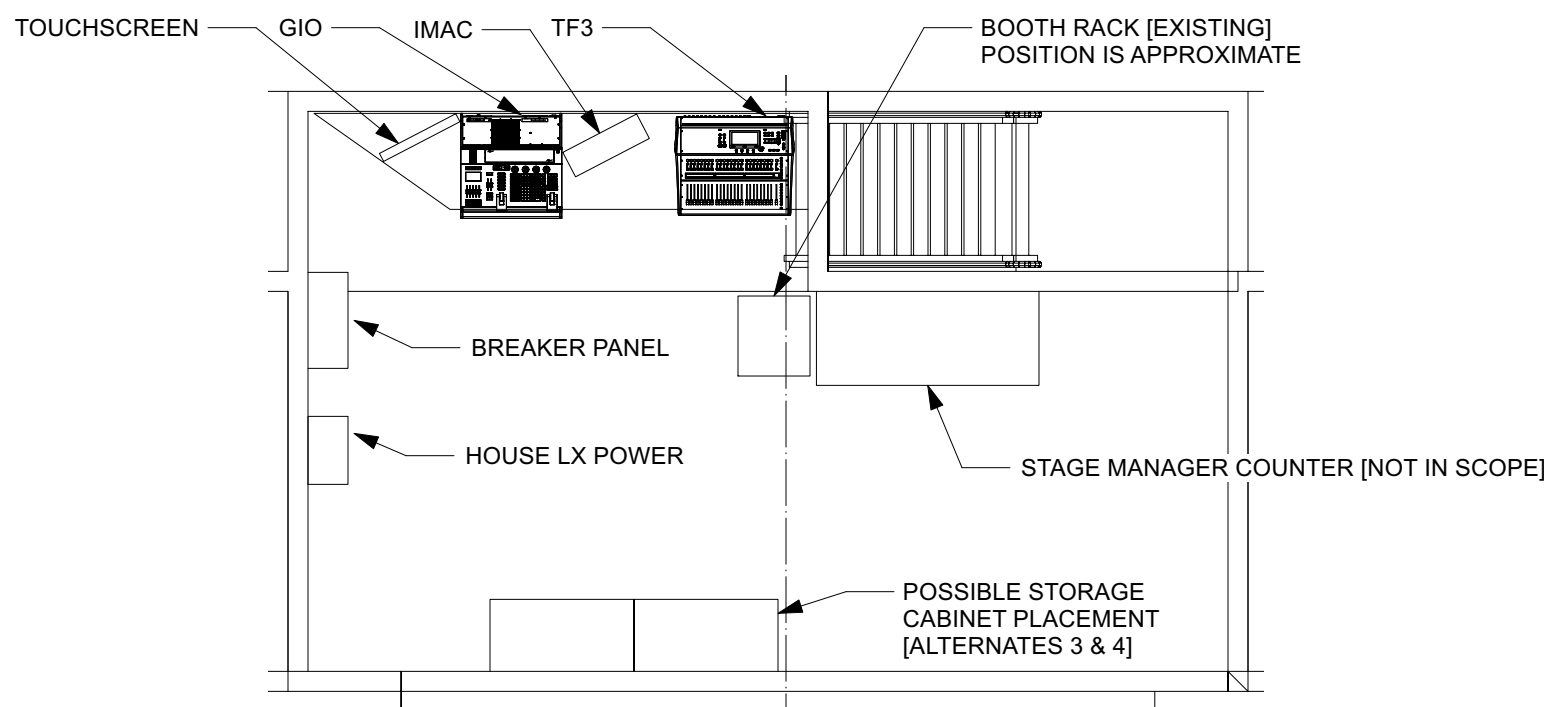 TOUCHSCREEN
GIO
IMAC
TF3
BOOTH RACK [EXISTING]
POSITION IS APPROXIMATE
BREAKER PANEL
HOUSE LX POWER
STAGE MANAGER COUNTER [NOT IN SCOPE]
POSSIBLE STORAGE
CABINET PLACEMENT
[ALTERNATES 3 & 4]